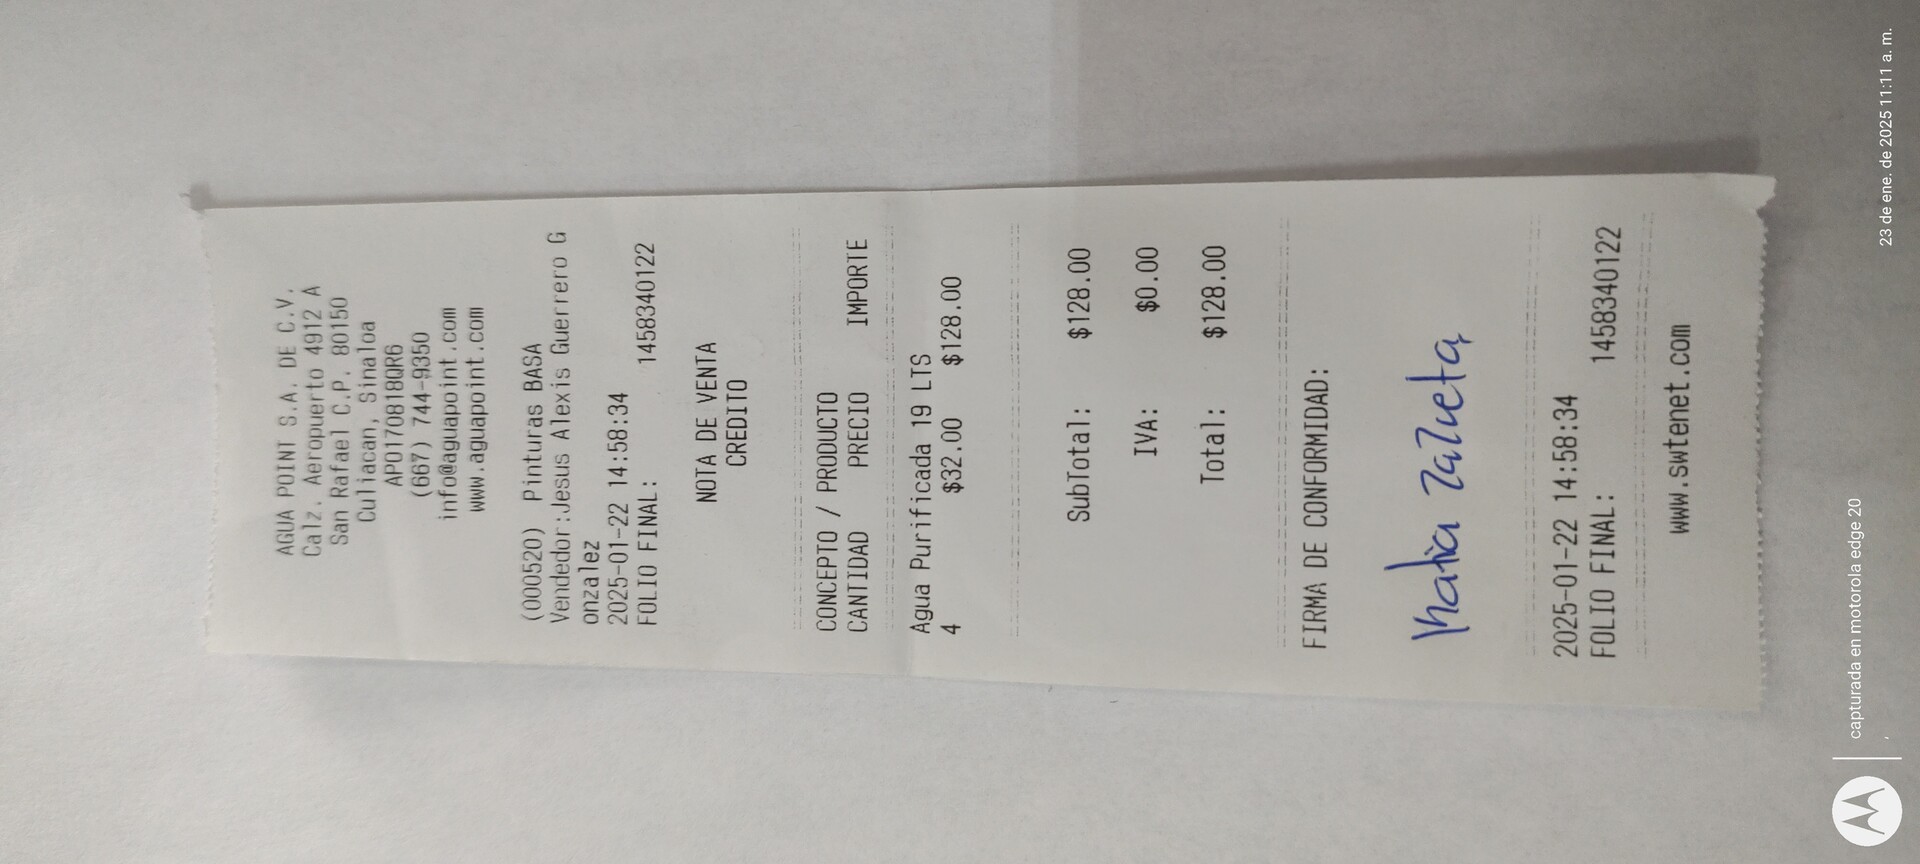 AGUA POINT S.A. DE C.V.
Calz. Aeropuerto 4912 A
San Rafael C.P. 80150
Culiacan, Sinaloa
APO170818QR6
(667) 744-9350
info@aguapoint.com
www.aguapoint.com
(000520) Pinturas BASA
Vendedor:Jesus Alexis Guerrero G
onzalez
2025-01-22 14:58:34
FOLIO FINAL: 1458340122
NOTA DE VENTA
CREDITO
CONCEPTO / PRODUCTO
CANTIDAD PRECIO IMPORTE
Agua Purificada 19 LTS
4 $32.00 $128.00
SubTotal: $128.00
IVA: $0.00
Total: $128.00
FIRMA DE CONFORMIDAD:
Khatia Zazueta
2025-01-22 14:58:34
FOLIO FINAL: 1458340122
www.swtenet.com
capturada en motorola edge 20
23 de ene. de 2025 11:11 a. m.